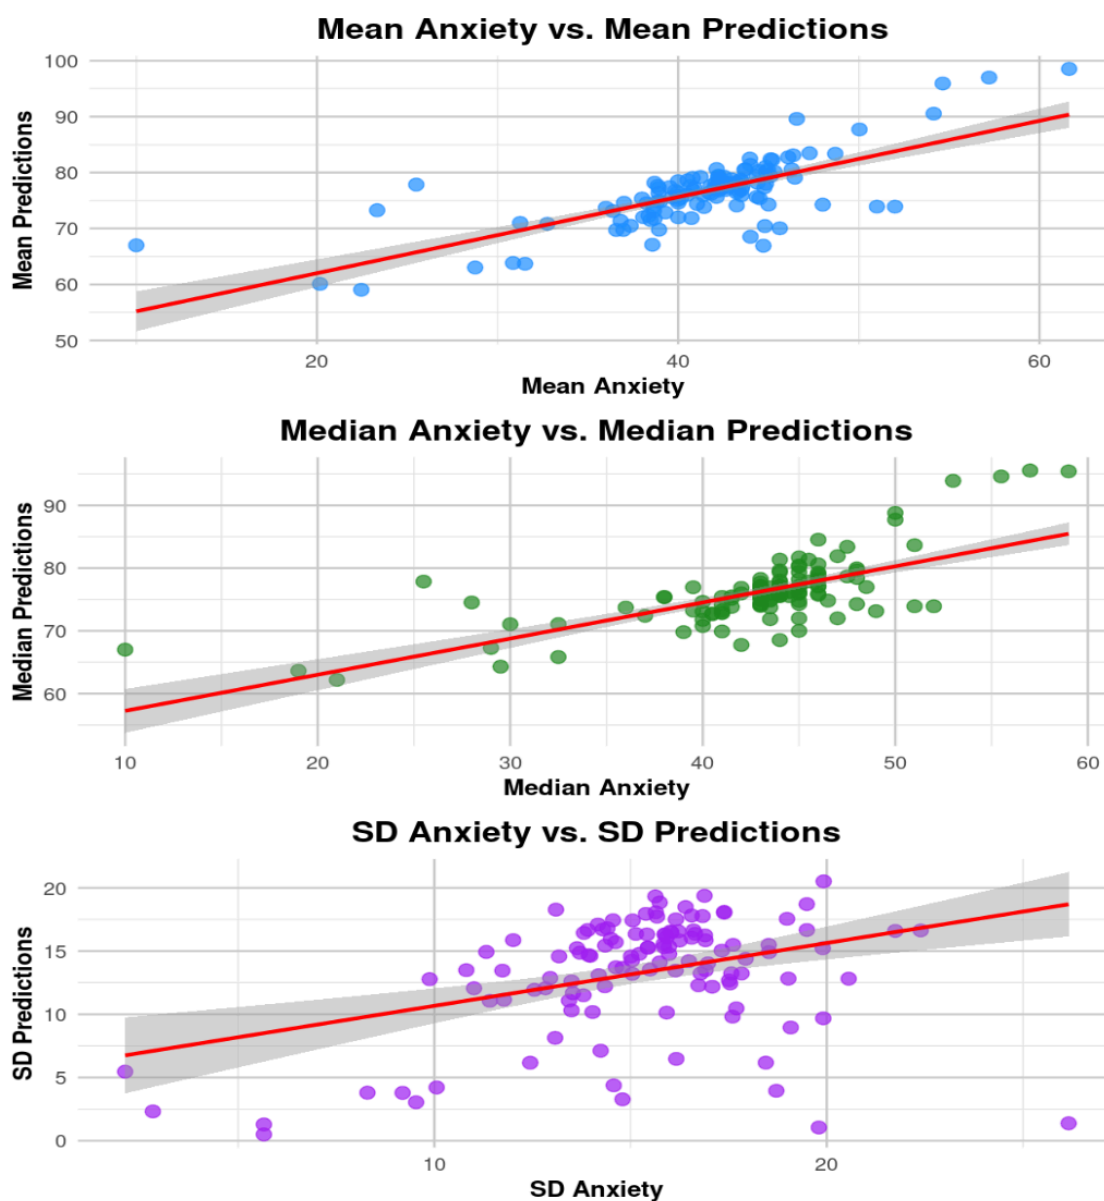 Mean Anxiety vs. Mean Predictions
100
90
80
70
60
50
Mean Predictions
20 40 60
Mean Anxiety
Median Anxiety vs. Median Predictions
90
80
70
60
Median Predictions
10 20 30 40 50 60
Median Anxiety
SD Anxiety vs. SD Predictions
20
15
10
5
0
SD Predictions
10 20
SD Anxiety